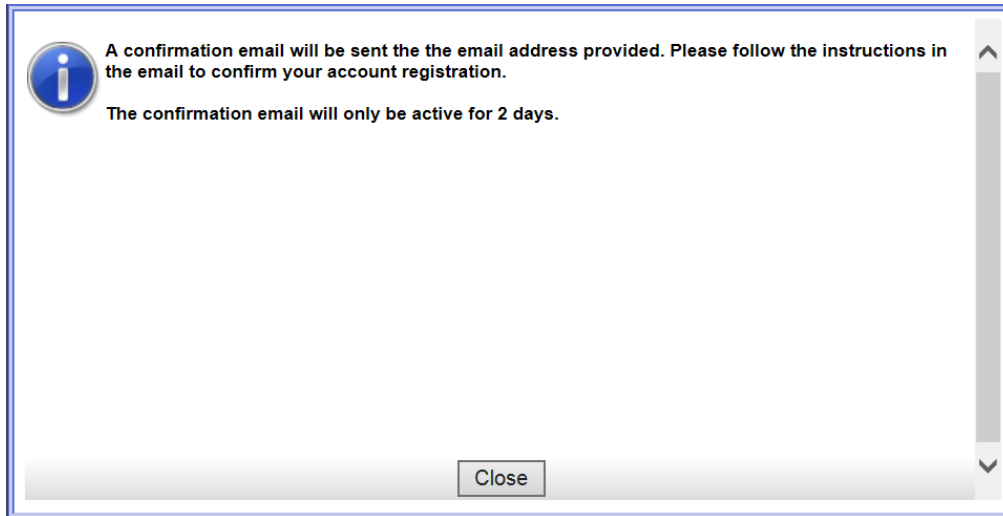 A confirmation email will be sent the the email address provided. Please follow the instructions in
the email to confirm your account registration.
The confirmation email will only be active for 2 days.
Close